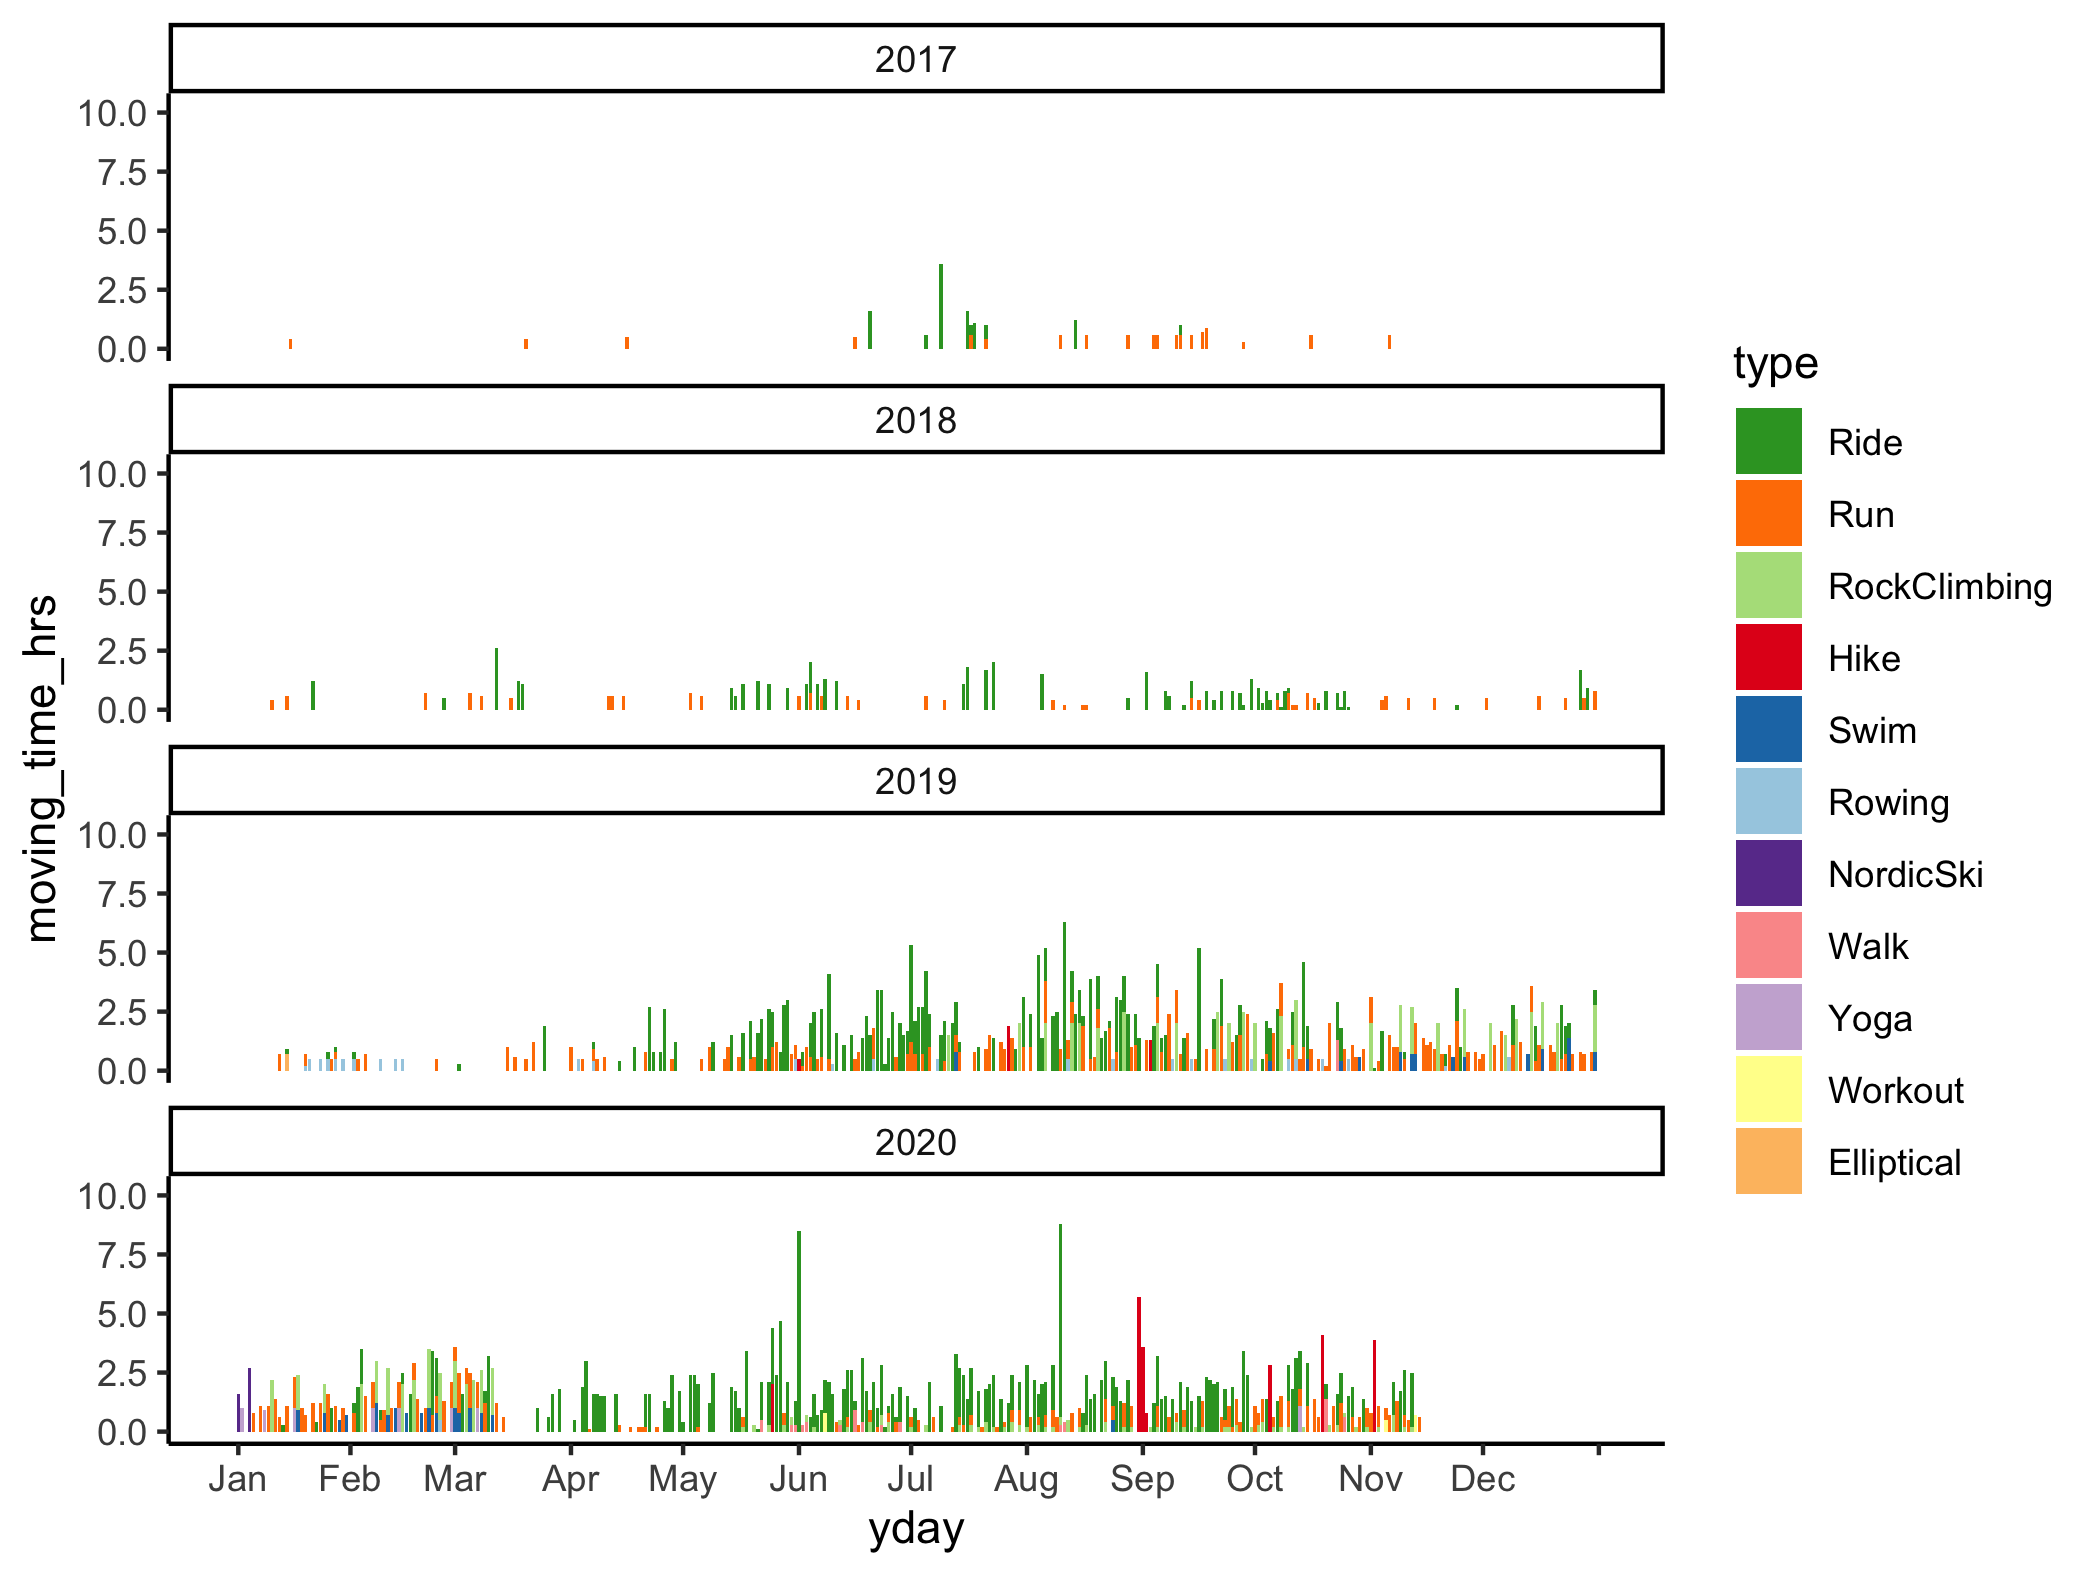 2017
10.0
7.5
5.0
2.5
0.0
2018
10.0
7.5
5.0
2.5
0.0
2019
10.0
7.5
5.0
2.5
0.0
2020
10.0
7.5
5.0
2.5
0.0
Jan Feb Mar Apr May Jun Jul Aug Sep Oct Nov Dec
yday
moving_time_hrs
type
Ride
Run
RockClimbing
Hike
Swim
Rowing
NordicSki
Walk
Yoga
Workout
Elliptical